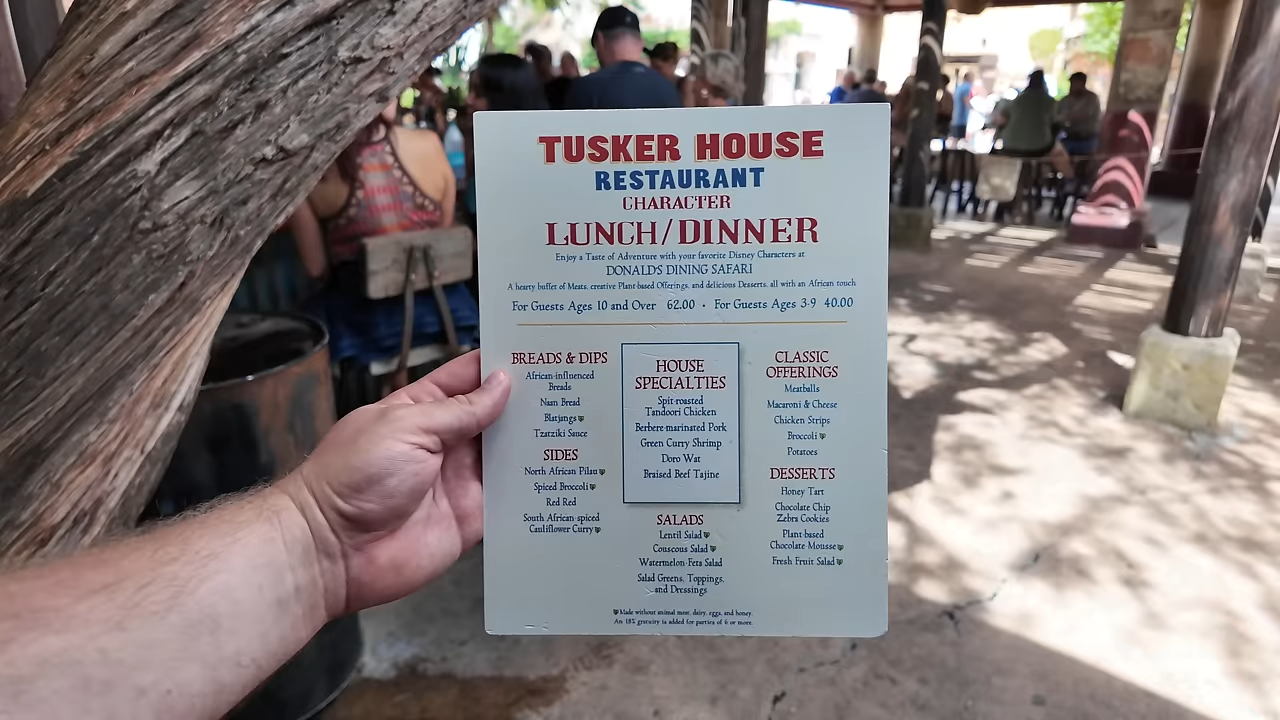 TUSKER HOUSE
RESTAURANT
CHARACTER
LUNCH/DINNER
Enjoy a Taste of Adventure with your favorite Disney Characters at
DONALD'S DINING SAFARI
A hearty buffet of Meats, creative Plant-based Offerings, and delicious Desserts, all with an African touch
For Guests Ages 10 and Over 62.00 • For Guests Ages 3-9 40.00
BREADS & DIPS
African-influenced
Breads
Naan Bread
Blatjangs
Tzatziki Sauce
SIDES
North African Pilau
Spiced Broccoli
Red Red
South African-spiced
Cauliflower Curry
HOUSE
SPECIALTIES
Spit-roasted
Tandoori Chicken
Berbere-marinated Pork
Green Curry Shrimp
Doro Wat
Braised Beef Tajine
SALADS
Lentil Salad
Couscous Salad
Watermelon-Feta Salad
Salad Greens, Toppings,
and Dressings
CLASSIC
OFFERINGS
Meatballs
Macaroni & Cheese
Chicken Strips
Broccoli
Potatoes
DESSERTS
Honey Tart
Chocolate Chip
Zebra Cookies
Plant-based
Chocolate Mousse
Fresh Fruit Salad
Made without animal meat, dairy, eggs, and honey.
An 18% gratuity is added for parties of 6 or more.